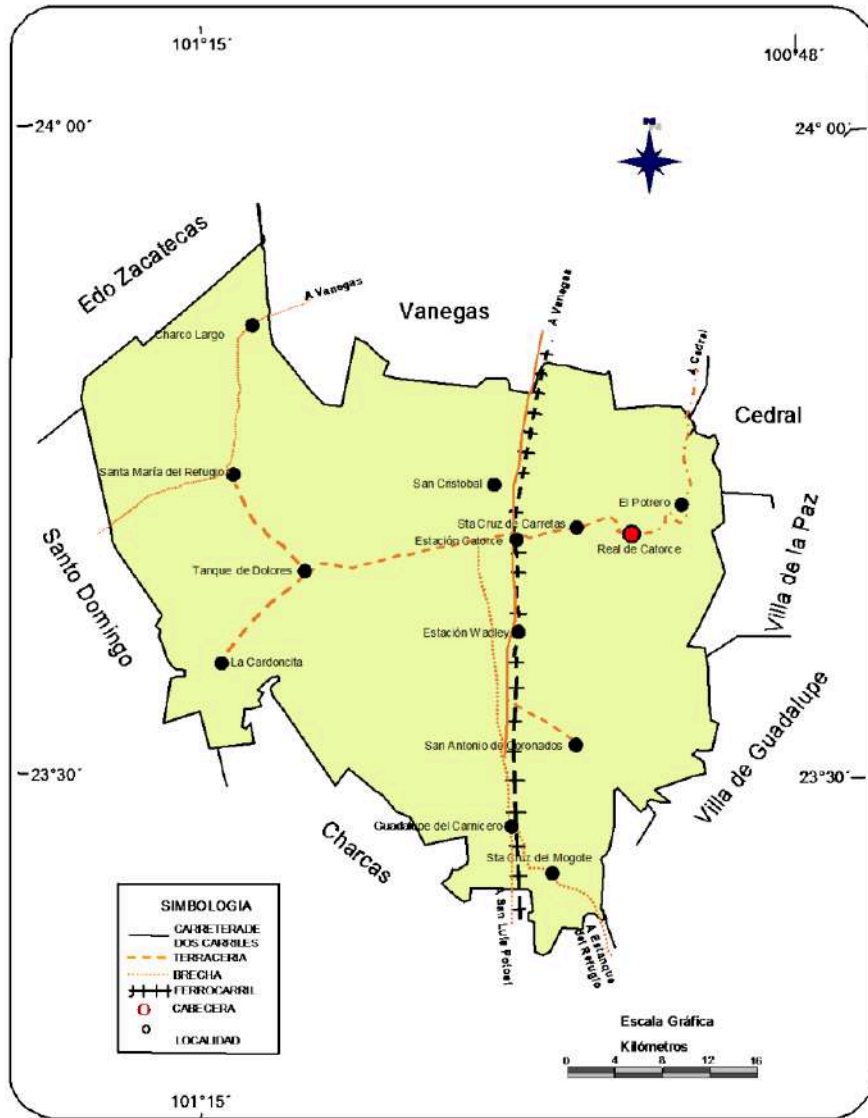 101°15´
100°48´
24° 00´
24° 00´
Edo Zacatecas
A Vanegas
Vanegas
A Vanegas
A Cedral
Charco Largo
Cedral
Santa María del Refugio
San Cristobal
El Potrero
Sta Cruz de Carretas
Estación Catorce
Real de Catorce
Villa de la Paz
Santo Domingo
Tanque de Dolores
Estación Wadley
La Cardoncita
San Antonio de Coronados
Villa de Guadalupe
23°30´
23°30´
Guadalupe del Carnicero
Charcas
Sta Cruz del Mogote
A San Luis Potosí
A Estanque
del Refugio
SIMBOLOGIA
CARRETERA DE
DOS CARRILES
TERRACERIA
BRECHA
FERROCARRIL
CABECERA
LOCALIDAD
Escala Gráfica
Kilómetros
0 4 8 12 16
101°15´